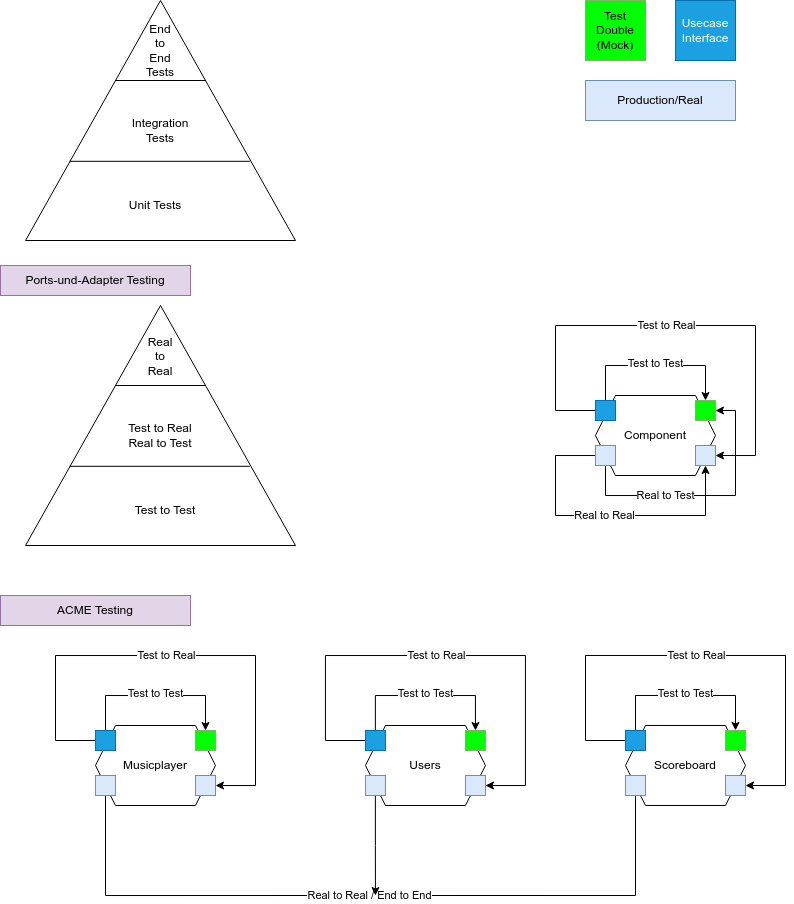 End
to
End
Tests
Integration
Tests
Unit Tests
Test
Double
(Mock)
Usecase
Interface
Production/Real
Ports-und-Adapter Testing
Real
to
Real
Test to Real
Real to Test
Test to Test
Test to Real
Test to Test
Component
Real to Test
Real to Real
ACME Testing
Test to Real
Test to Test
Musicplayer
Test to Real
Test to Test
Users
Test to Real
Test to Test
Scoreboard
Real to Real / End to End